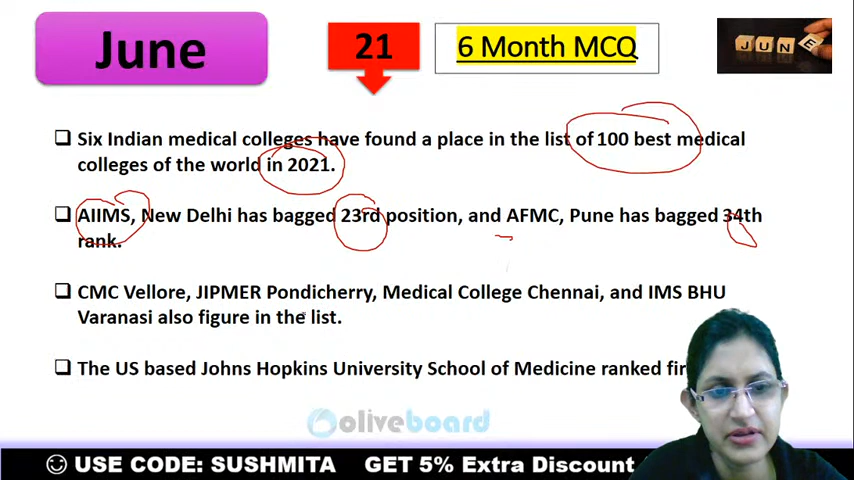 June
21
6 Month MCQ
JUNE
Six Indian medical colleges have found a place in the list of 100 best medical
colleges of the world in 2021.
AIIMS, New Delhi has bagged 23rd position, and AFMC, Pune has bagged 34th
rank.
CMC Vellore, JIPMER Pondicherry, Medical College Chennai, and IMS BHU
Varanasi also figure in the list.
The US based Johns Hopkins University School of Medicine ranked
oliveboard
USE CODE: SUSHMITA GET 5% Extra Discount